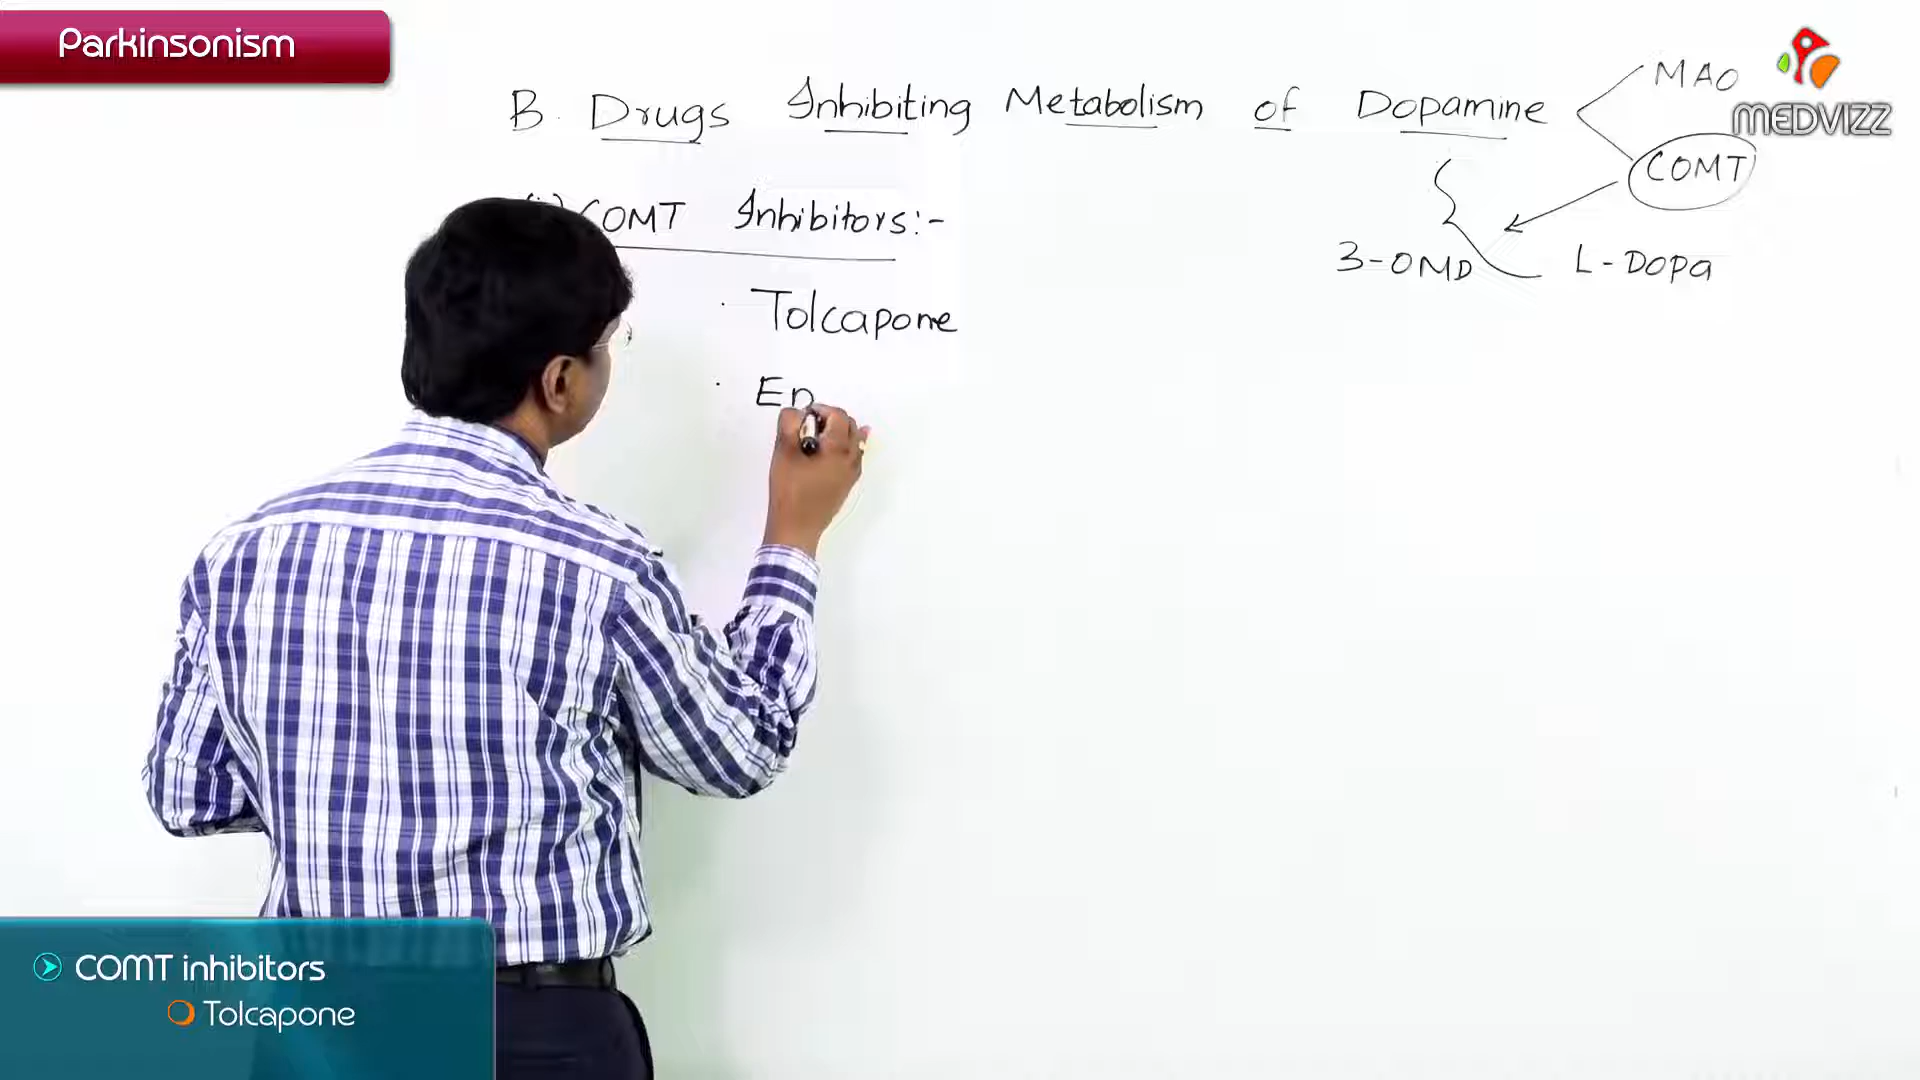 Parkinsonism
B. Drugs Inhibiting Metabolism of Dopamine
MAO
MEDVIZZ
COMT
COMT Inhibitors:-
3-OMD
L-DOPA
Tolcapone
En
COMT inhibitors
Tolcapone